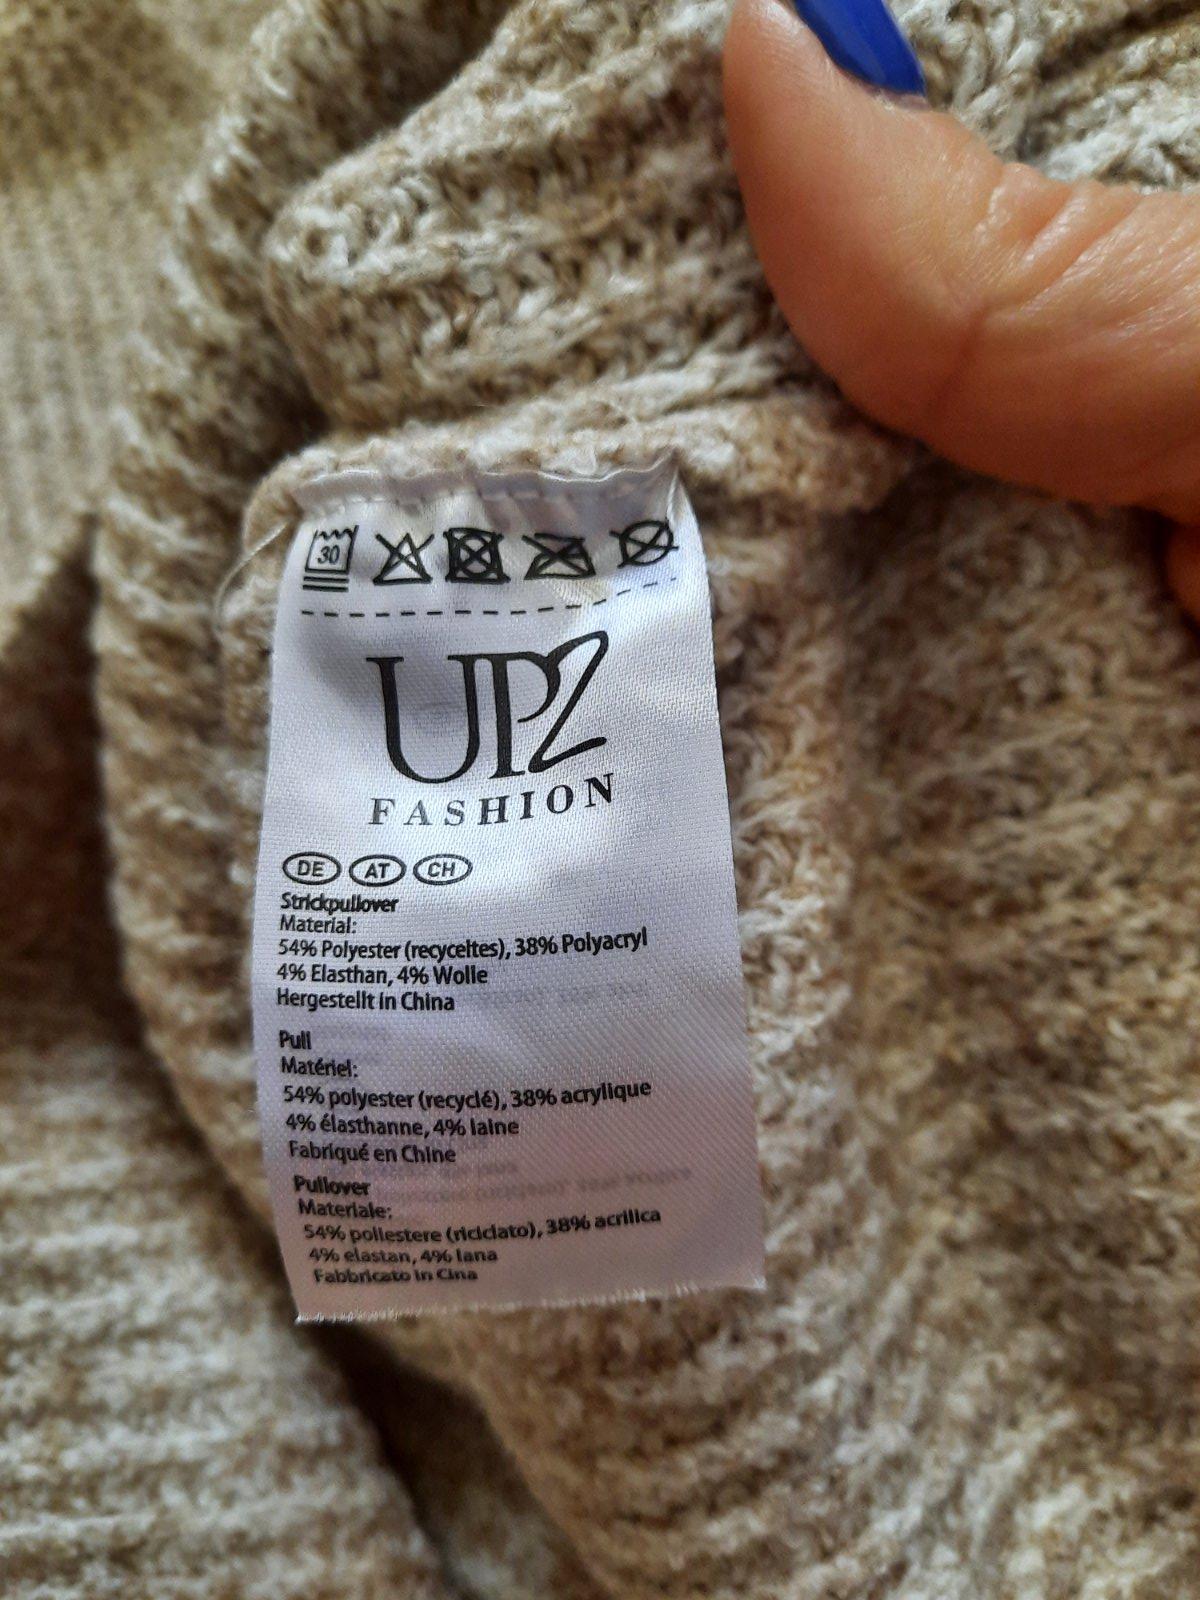 30
UPZ
FASHION
DE AT CH
Strickpullover
Material:
54% Polyester (recyceltes), 38% Polyacryl
4% Elasthan, 4% Wolle
Hergestellt in China
Pull
Matériel:
54% polyester (recyclé), 38% acrylique
4% élasthanne, 4% laine
Fabriqué en Chine
Pullover
Materiale:
54% poliestere (riciclato), 38% acrilica
4% elastan, 4% lana
Fabbricato in Cina